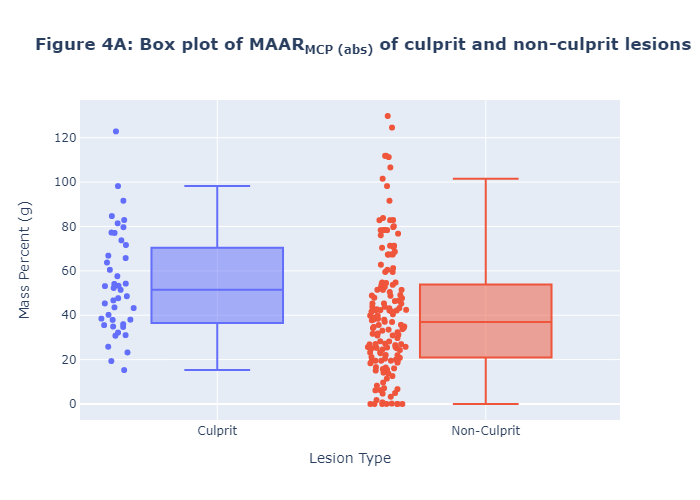 Figure 4A: Box plot of MAARMCP (abs) of culprit and non-culprit lesions
Mass Percent (g)
120
100
80
60
40
20
0
Culprit
Non-Culprit
Lesion Type